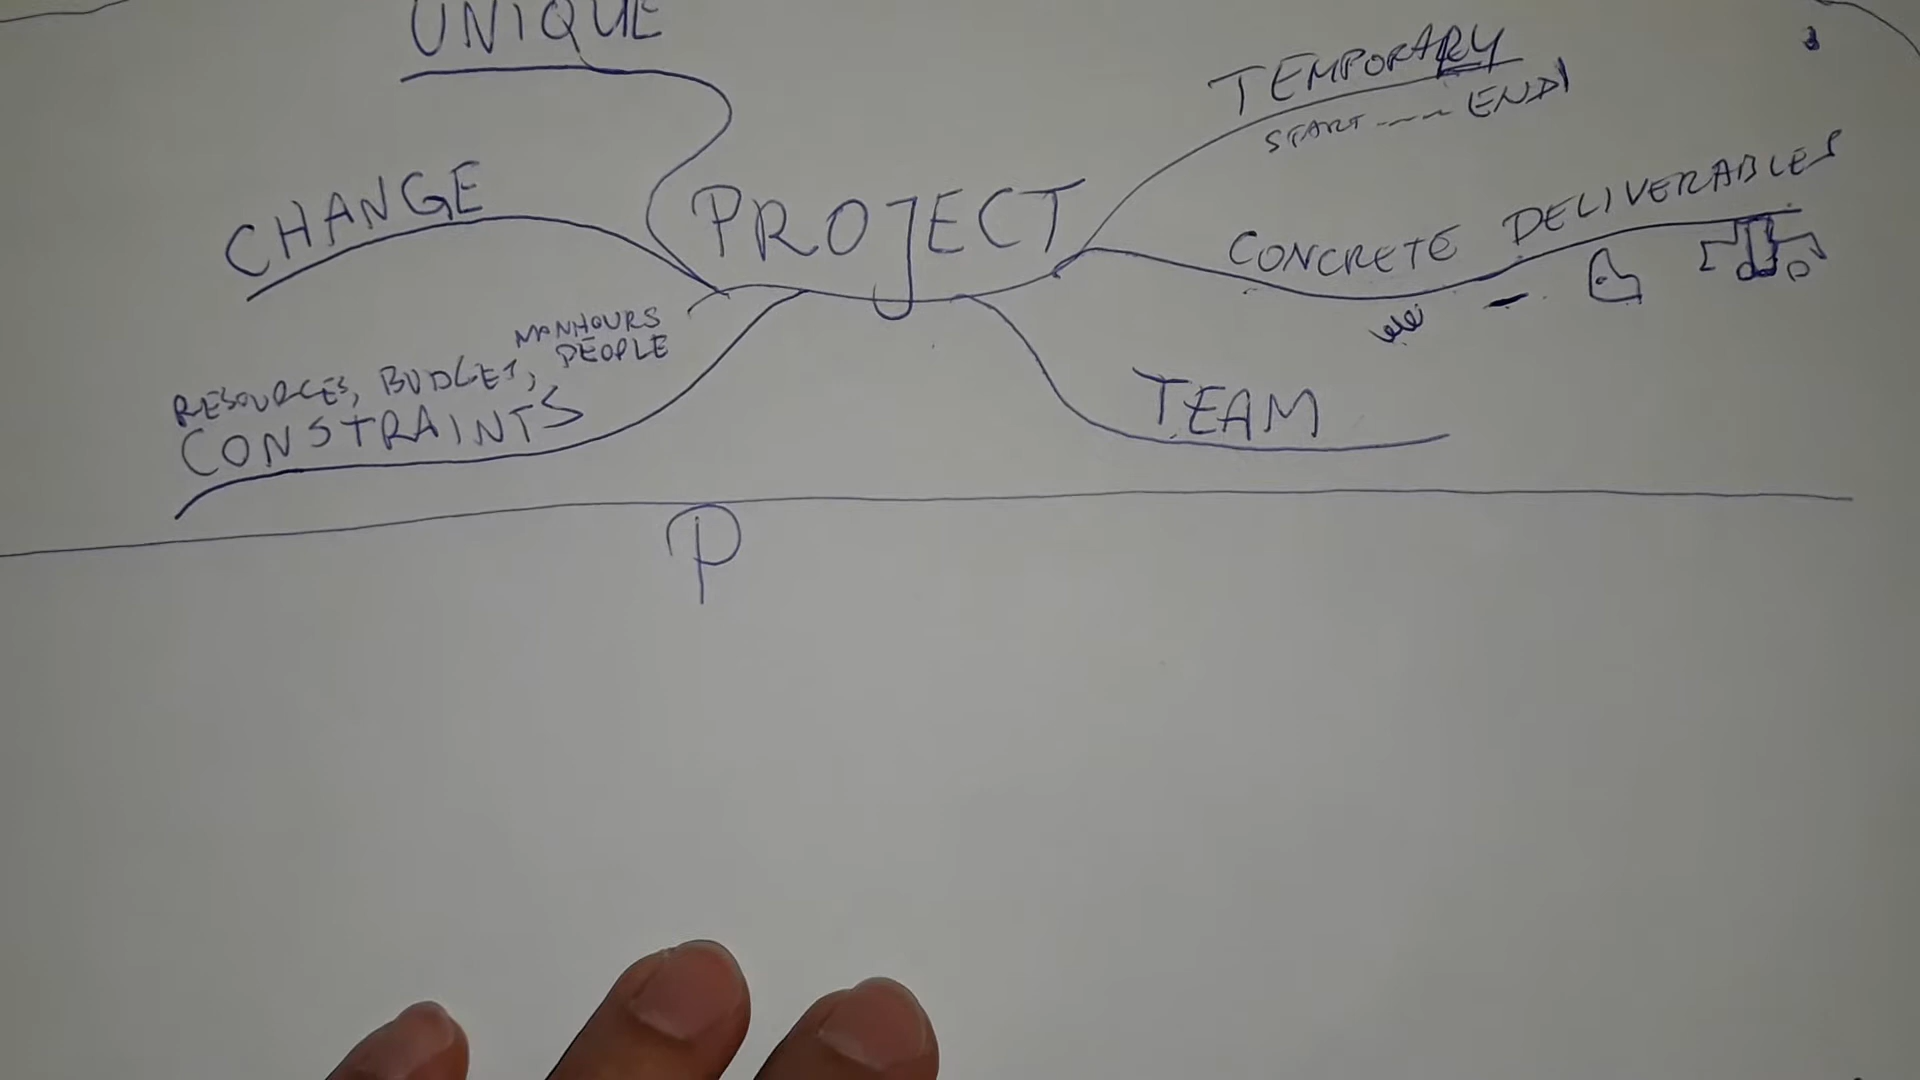 UNIQUE
TEMPORARY
START ---- END
CHANGE
PROJECT
CONCRETE DELIVERABLES
MANHOURS
RESOURCES, BUDGET, PEOPLE
CONSTRAINTS
TEAM
P